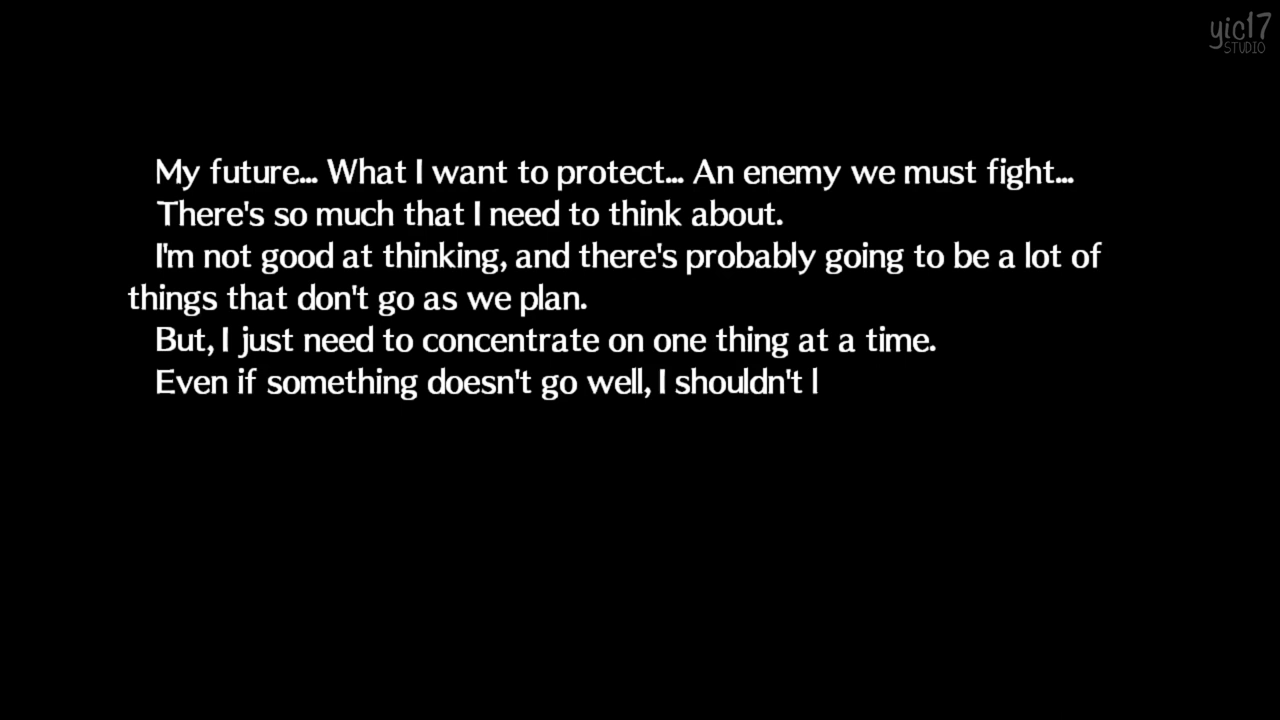 yic17
STUDIO
My future... What I want to protect... An enemy we must fight...
There's so much that I need to think about.
I'm not good at thinking, and there's probably going to be a lot of
things that don't go as we plan.
But, I just need to concentrate on one thing at a time.
Even if something doesn't go well, I shouldn't l